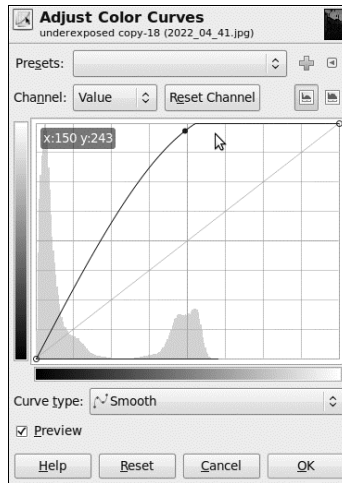 Adjust Color Curves
underexposed copy-18 (2022_04_41.jpg)
Presets:
Channel: Value Reset Channel
x:150 y:243
Curve type: Smooth
Preview
Help Reset Cancel OK